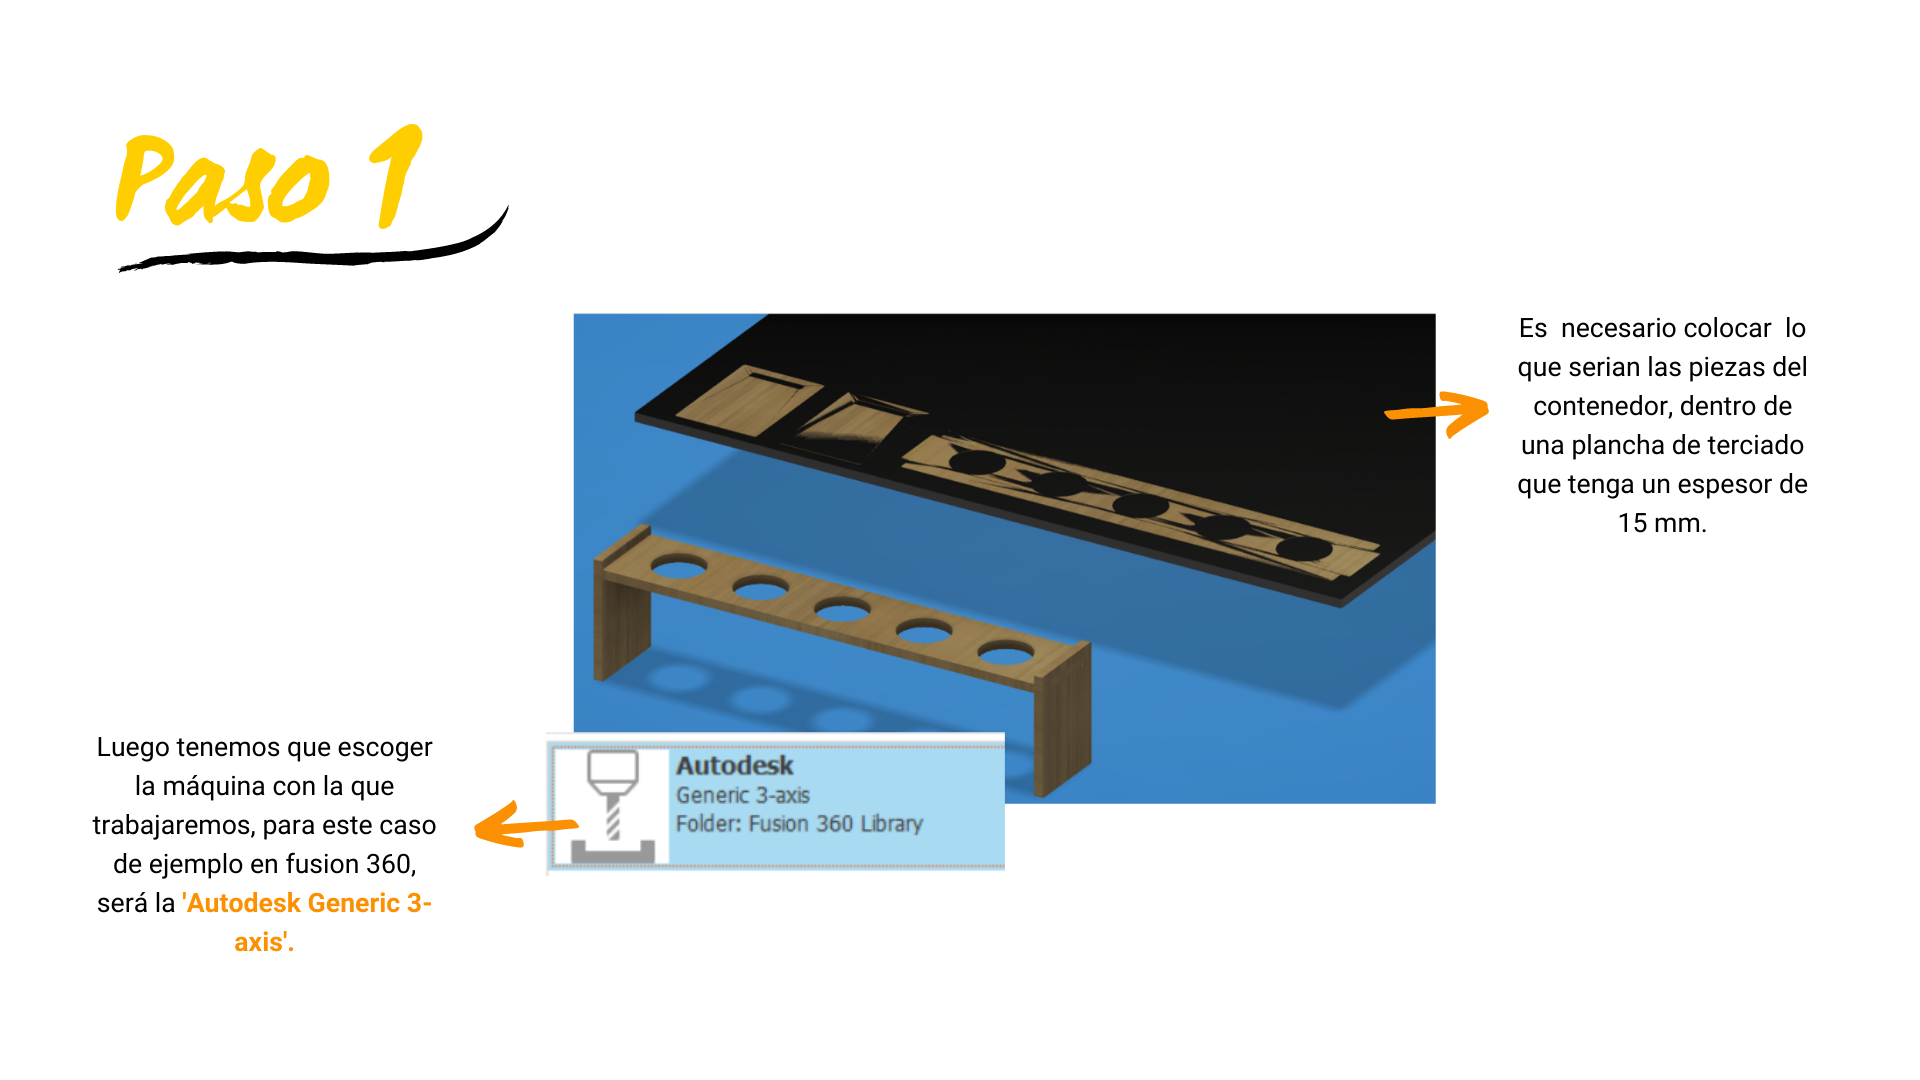 Paso 1
Es necesario colocar lo
que serian las piezas del
contenedor, dentro de
una plancha de terciado
que tenga un espesor de
15 mm.
Luego tenemos que escoger
la máquina con la que
trabajaremos, para este caso
de ejemplo en fusion 360,
será la 'Autodesk Generic 3-
axis'.
Autodesk
Generic 3-axis
Folder: Fusion 360 Library